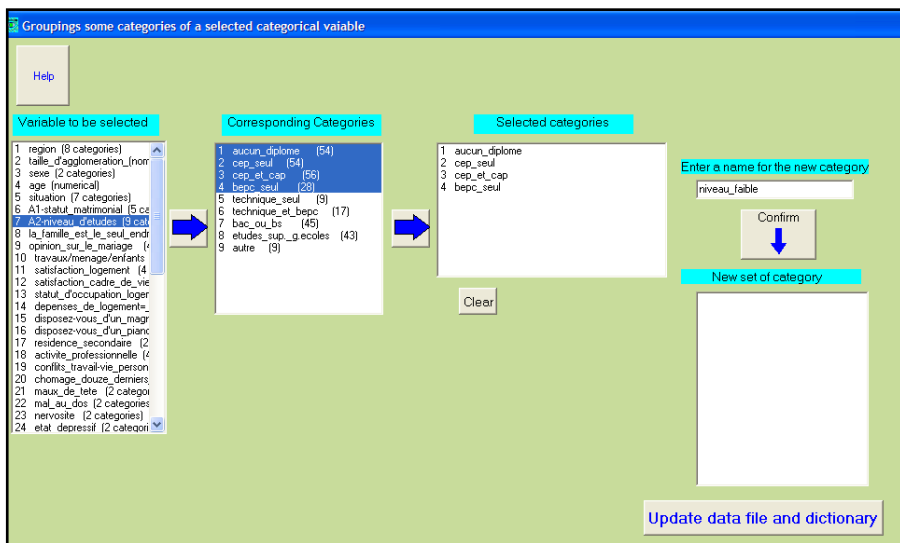 Groupings some categories of a selected categorical vaiable
Help
Variable to be selected
1 region (8 categories)
2 taille_d'agglomeration_(nom
3 sexe (2 categories)
4 age (numerical)
5 situation (7 categories)
6 A1-statut_matrimonial (5 ca
7 A2-niveau_d'etudes (9 cate
8 la_famille_est_le_seul_endr
9 opinion_sur_le_mariage (4
10 travaux/menage/enfants
11 satisfaction_logement (4
12 satisfaction_cadre_de_vie
13 statut_d'occupation_loger
14 depenses_de_logement=_
15 disposez-vous_d'un_magr
16 disposez-vous_d'un_pianc
17 residence_secondaire (2
18 activite_professionnelle (4
19 conflits_travail-vie_person
20 chomage_douze_derniers_
21 maux_de_tete (2 categor
22 mal_au_dos (2 categories
23 nervosite (2 categories)
24 etat_depressif (2 categori
Corresponding Categories
1 aucun_diplome (54)
2 cep_seul (54)
3 cep_et_cap (56)
4 bepc_seul (28)
5 technique_seul (9)
6 technique_et_bepc (17)
7 bac_ou_bs (45)
8 etudes_sup._g.ecoles (43)
9 autre (9)
Selected categories
1 aucun_diplome
2 cep_seul
3 cep_et_cap
4 bepc_seul
Clear
Enter a name for the new category
niveau_faible
Confirm
New set of category
Update data file and dictionary